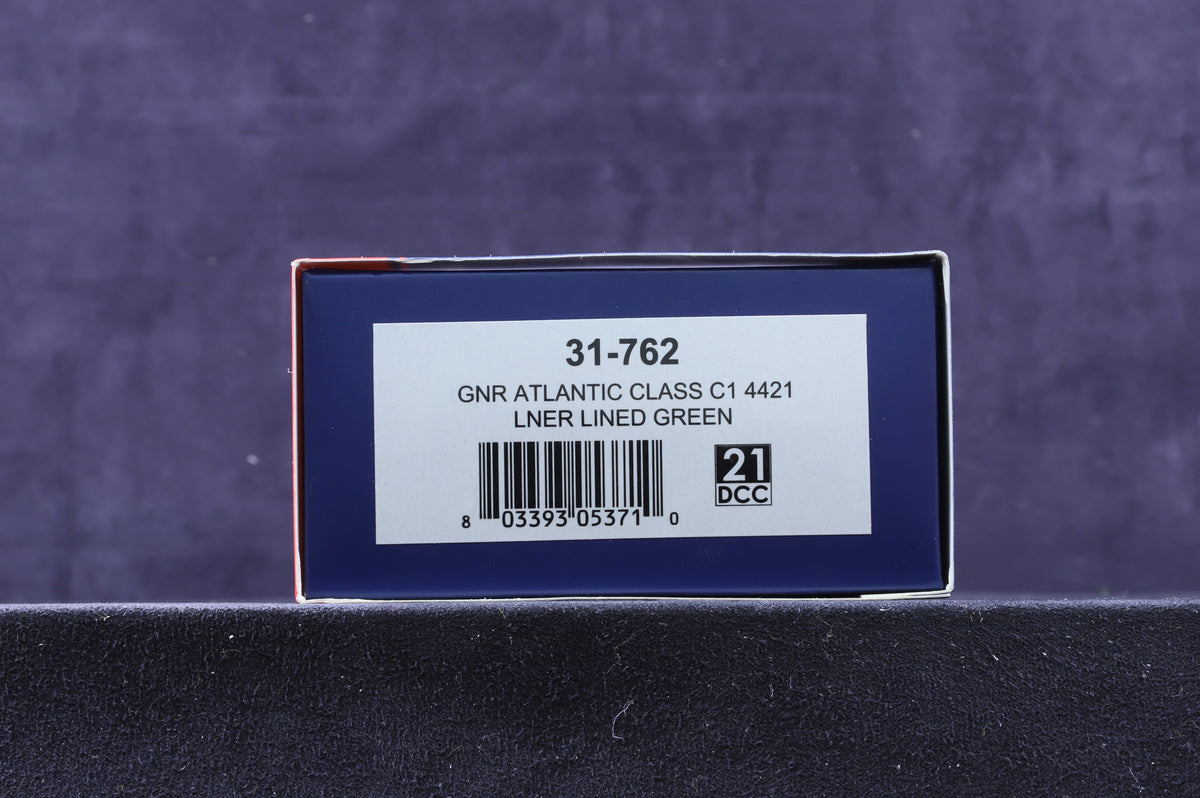 31-762
GNR ATLANTIC CLASS C1 4421
LNER LINED GREEN
21
DCC
8 03393 05371 0